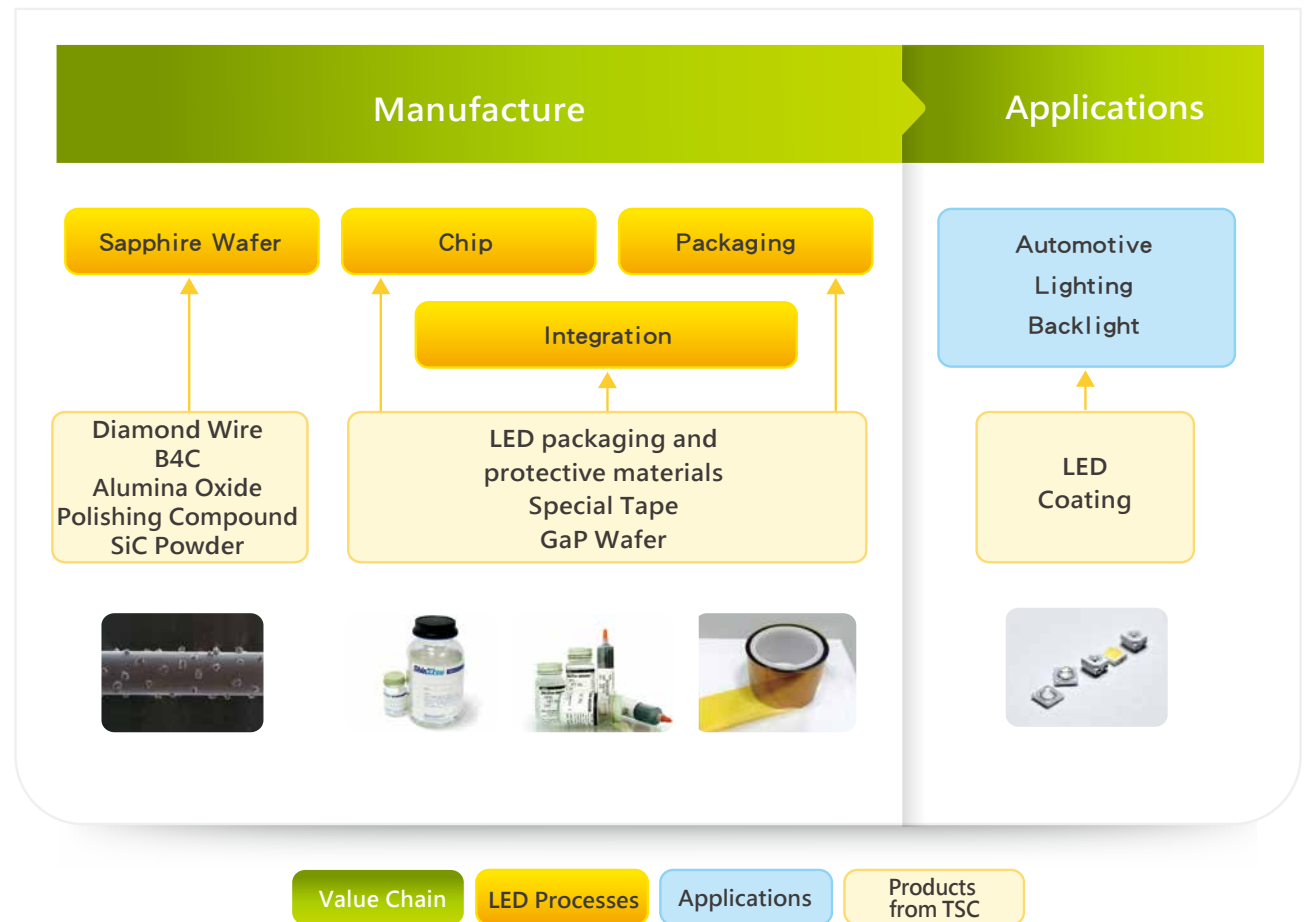 Manufacture
Applications
Sapphire Wafer
Chip
Packaging
Integration
Automotive
Lighting
Backlight
Diamond Wire
B4C
Alumina Oxide
Polishing Compound
SiC Powder
LED packaging and
protective materials
Special Tape
GaP Wafer
LED
Coating
Value Chain
LED Processes
Applications
Products
from TSC